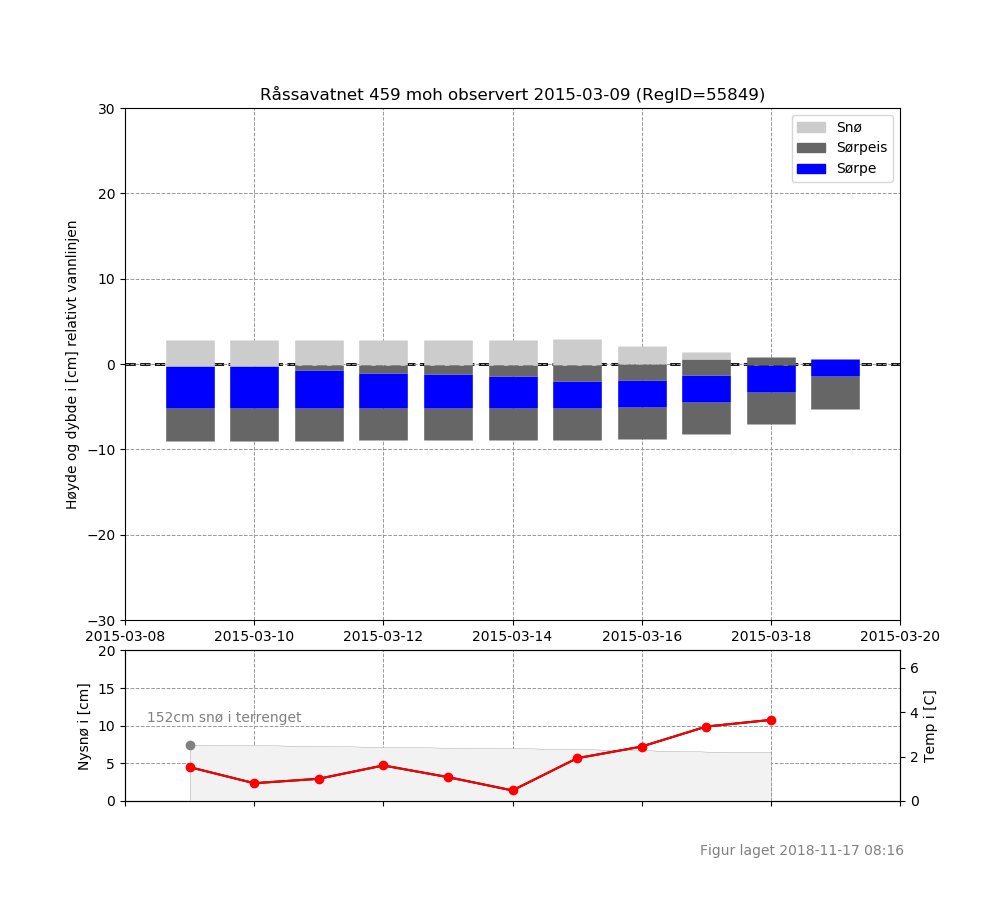 Råssavatnet 459 moh observert 2015-03-09 (RegID=55849)
30
20
10
0
−10
−20
−30
Høyde og dybde i [cm] relativt vannlinjen
Snø
Sørpeis
Sørpe
2015-03-08 2015-03-10 2015-03-12 2015-03-14 2015-03-16 2015-03-18 2015-03-20
20
15
10
5
0
Nysnø i [cm]
152cm snø i terrenget
6
4
2
0
Temp i [C]
Figur laget 2018-11-17 08:16